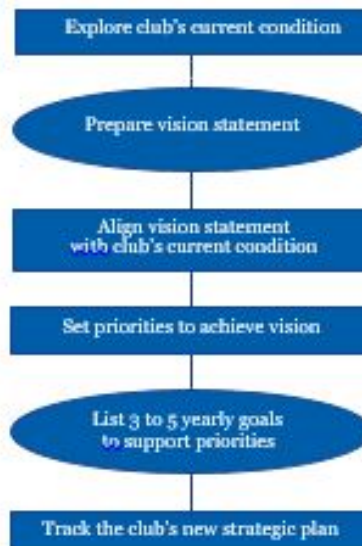 Explore club's current condition
Prepare vision statement
Align vision statement
with club's current condition
Set priorities to achieve vision
List 3 to 5 yearly goals
to support priorities
Track the club's new strategic plan